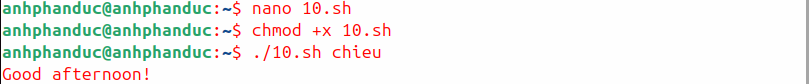 anhphanduc@anhphanduc:~$ nano 10.sh
anhphanduc@anhphanduc:~$ chmod +x 10.sh
anhphanduc@anhphanduc:~$ ./10.sh chieu
Good afternoon!